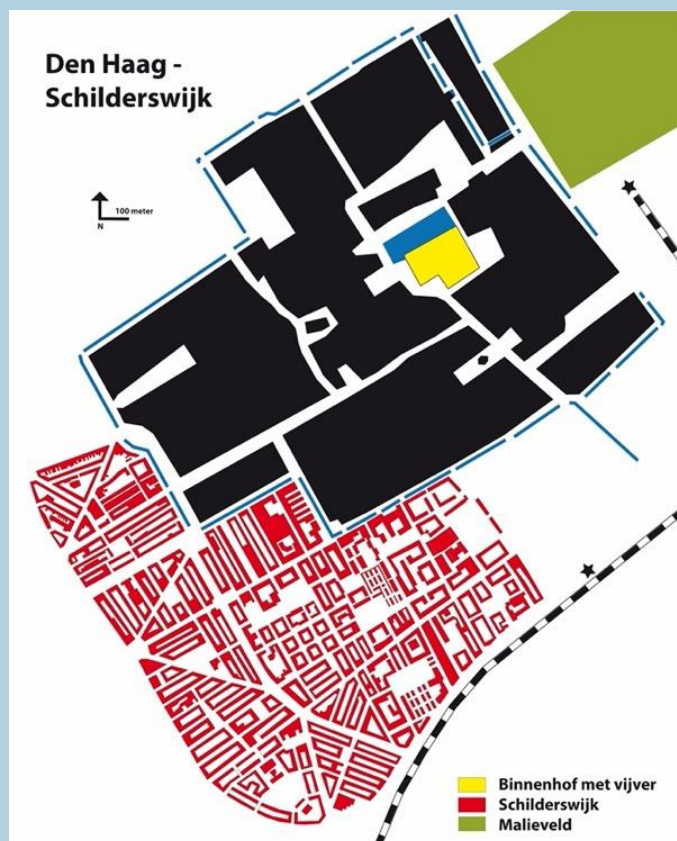 Den Haag -
Schilderswijk
100 meter
N
Binnenhof met vijver
Schilderswijk
Malieveld